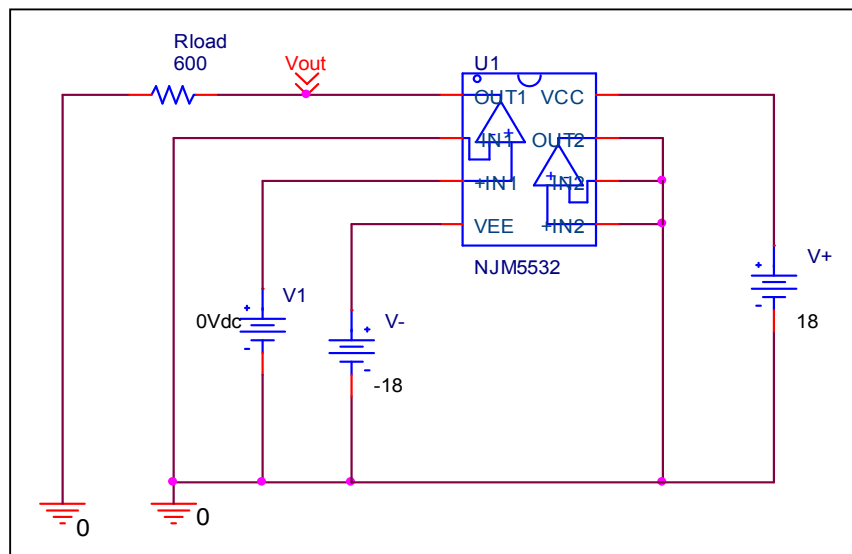 Rload
600
Vout
U1
OUT1
VCC
-IN1
OUT2
+IN1
-IN2
VEE
+IN2
NJM5532
V1
0Vdc
V-
-18
V+
18
0
0